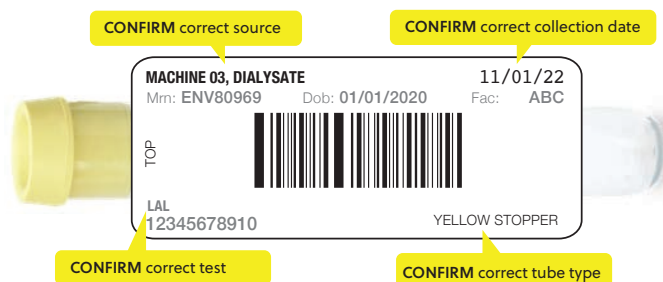 CONFIRM correct source
CONFIRM correct collection date
MACHINE 03, DIALYSATE 11/01/22
Mrn: ENV80969 Dob: 01/01/2020 Fac: ABC
TOP
LAL
12345678910
YELLOW STOPPER
CONFIRM correct test
CONFIRM correct tube type